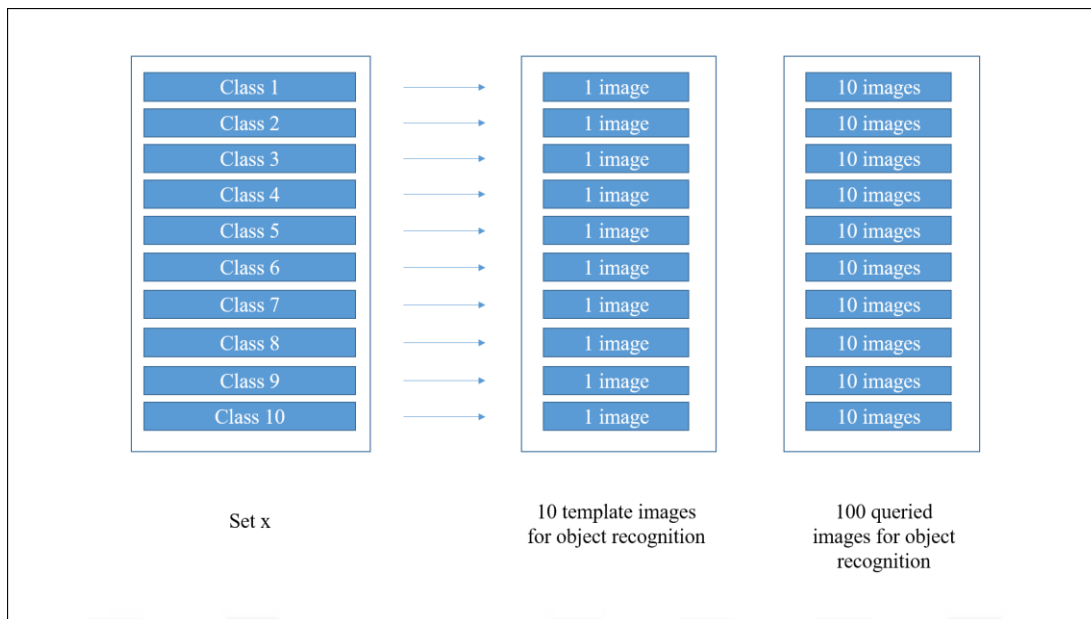 Class 1
Class 2
Class 3
Class 4
Class 5
Class 6
Class 7
Class 8
Class 9
Class 10
Set x
1 image
1 image
1 image
1 image
1 image
1 image
1 image
1 image
1 image
1 image
10 template images
for object recognition
10 images
10 images
10 images
10 images
10 images
10 images
10 images
10 images
10 images
10 images
100 queried
images for object
recognition